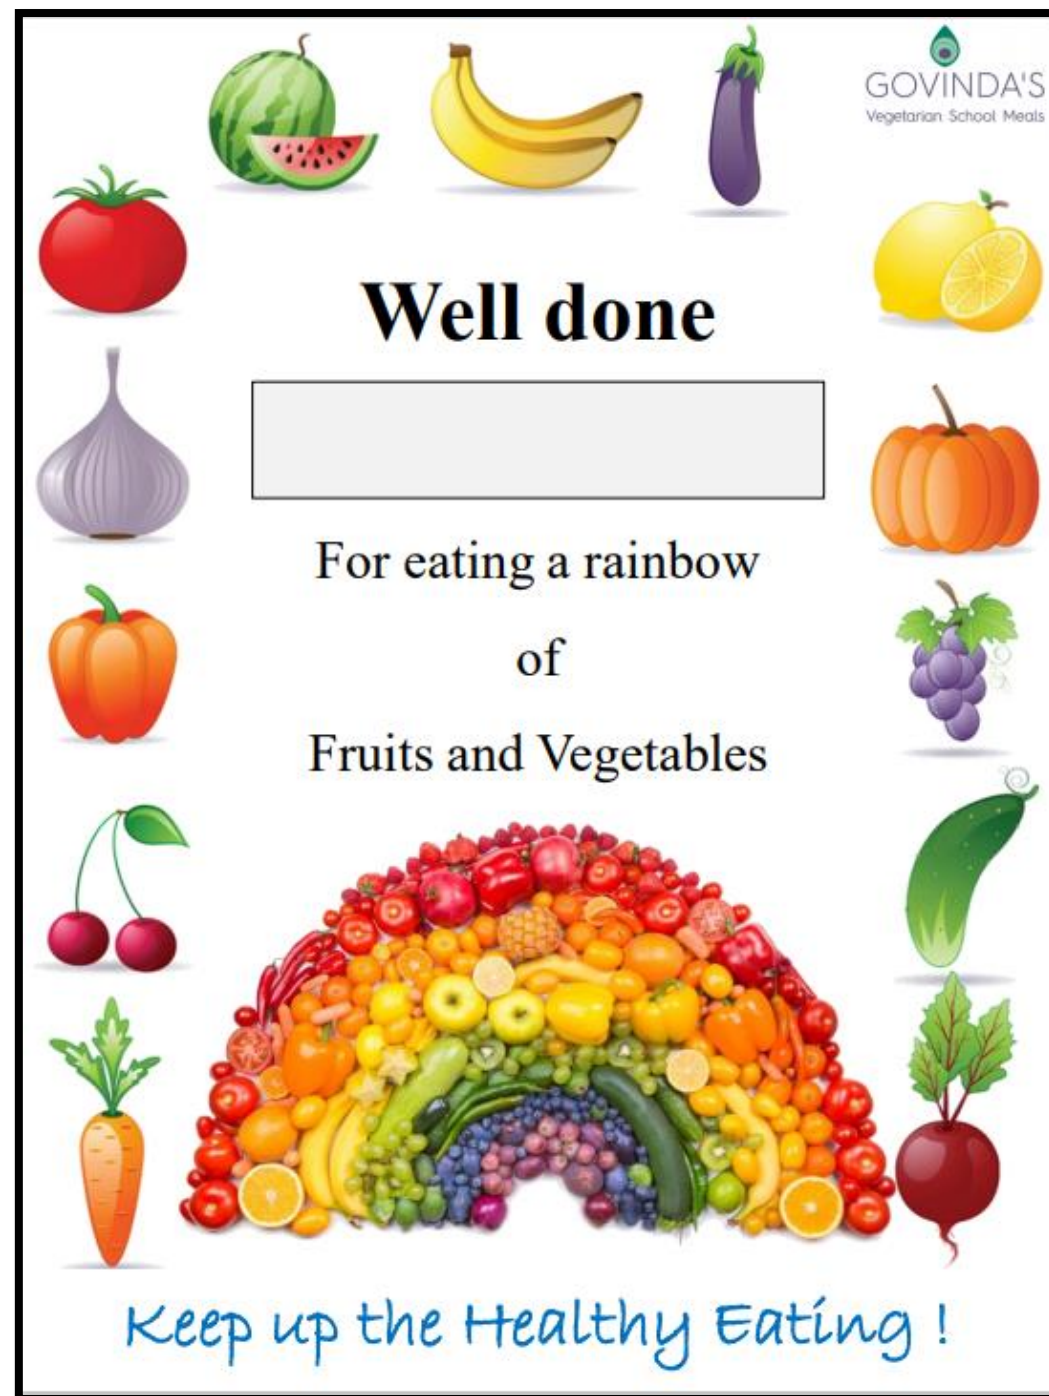 GOVINDA'S
Vegetarian School Meals
Well done
For eating a rainbow
of
Fruits and Vegetables
Keep up the Healthy Eating !